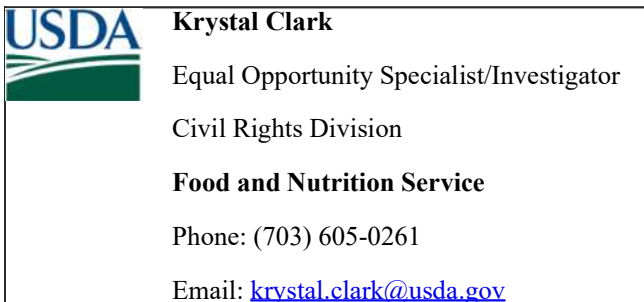 USDA
Krystal Clark
Equal Opportunity Specialist/Investigator
Civil Rights Division
Food and Nutrition Service
Phone: (703) 605-0261
Email: krystal.clark@usda.gov